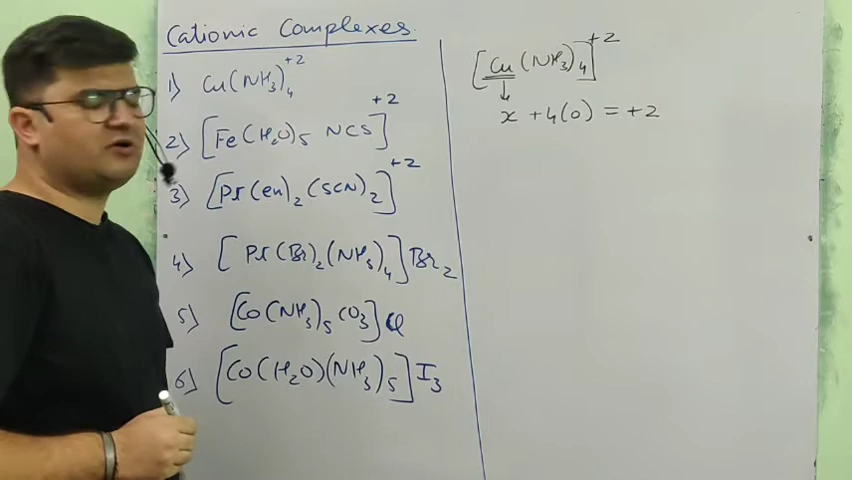 Cationic Complexes
1) Cu(NH3)4+2
2) [Fe(H2O)5 NCS]+2
3) [Pt(en)2(SCN)2]+2
4) [Pt(Br)2(NH3)4]Br2
5) [Co(NH3)5CO3]Cl
6) [Co(H2O)(NH3)5]I3
[Cu(NH3)4]+2
x +4(0) = +2